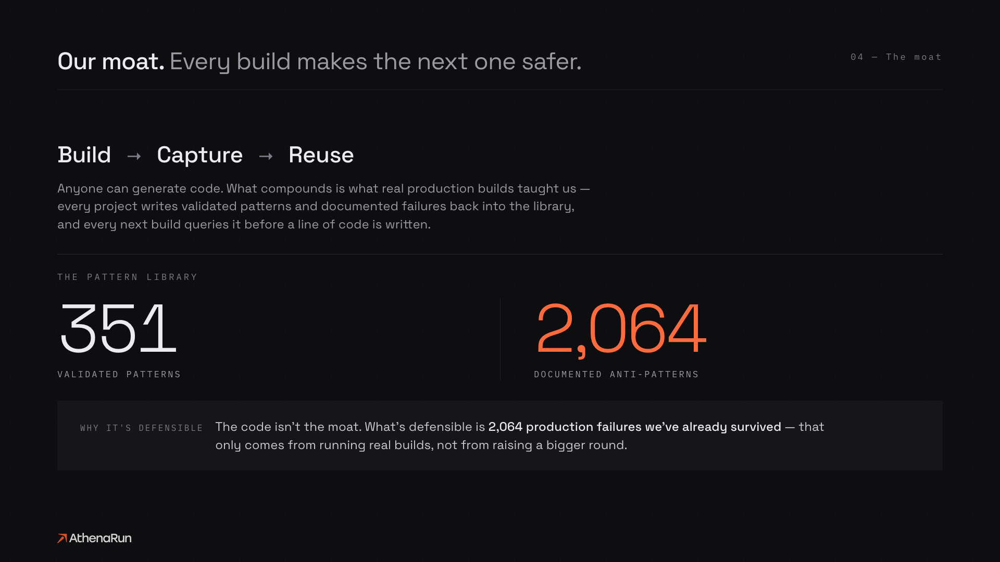 Our moat. Every build makes the next one safer.
04 — The moat
Build → Capture → Reuse
Anyone can generate code. What compounds is what real production builds taught us —
every project writes validated patterns and documented failures back into the library,
and every next build queries it before a line of code is written.
THE PATTERN LIBRARY
351
VALIDATED PATTERNS
2,064
DOCUMENTED ANTI-PATTERNS
WHY IT'S DEFENSIBLE
The code isn’t the moat. What’s defensible is 2,064 production failures we’ve already survived — that
only comes from running real builds, not from raising a bigger round.
AthenaRun